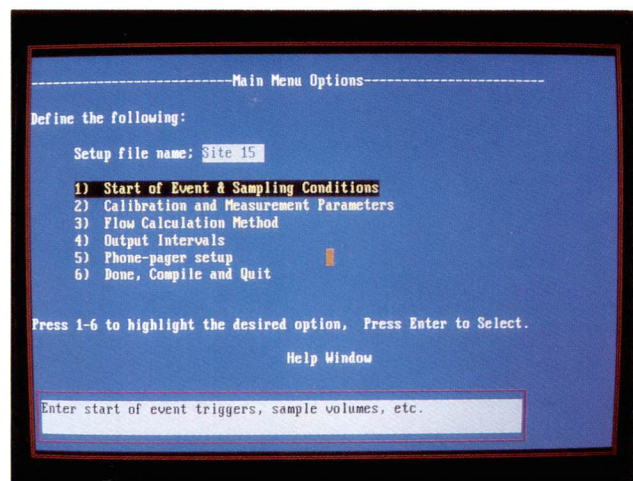 --------------------------Main Menu Options-----------------------
Define the following:
Setup file name: Site 15
1) Start of Event & Sampling Conditions
2) Calibration and Measurement Parameters
3) Flow Calculation Method
4) Output Intervals
5) Phone-pager setup
6) Done, Compile and Quit
Press 1-6 to highlight the desired option, Press Enter to Select.
Help Window
Enter start of event triggers, sample volumes, etc.